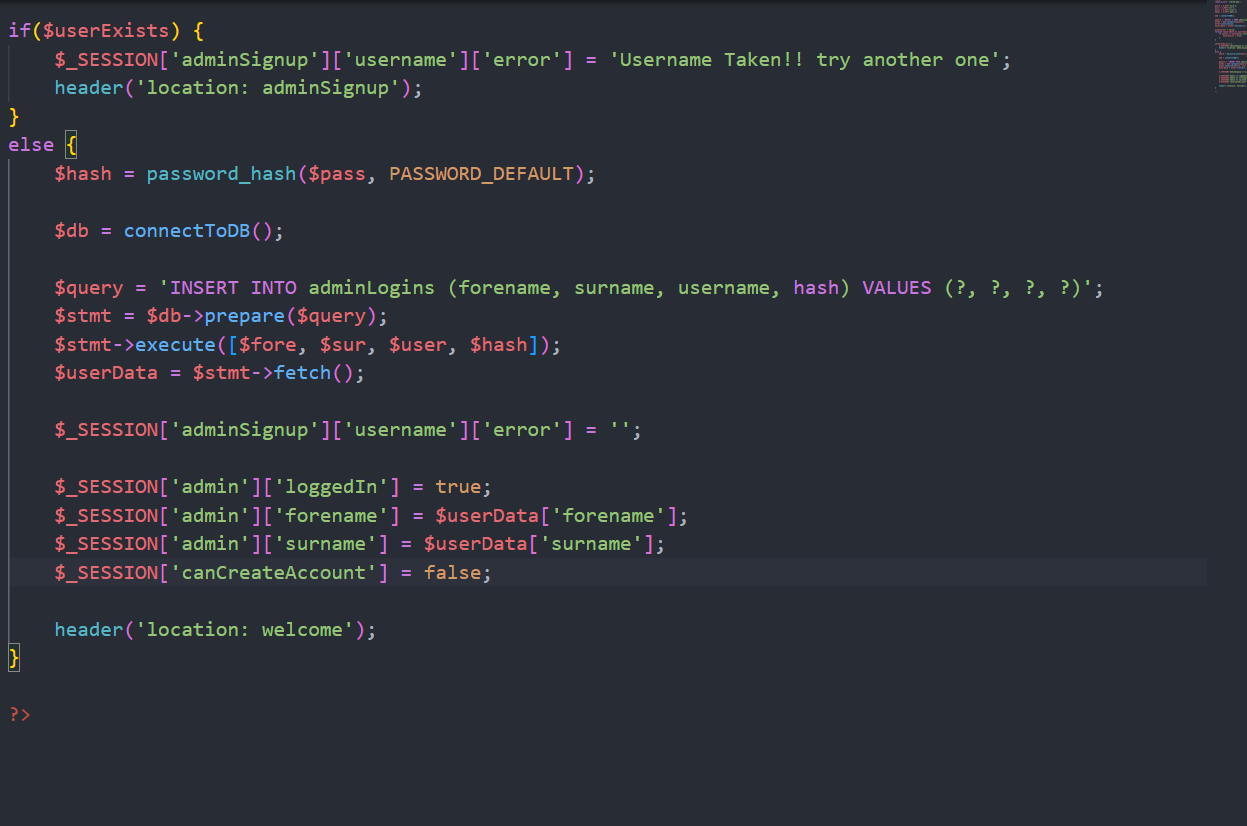 if($userExists) {
    $_SESSION['adminSignup']['username']['error'] = 'Username Taken!! try another one';
    header('location: adminSignup');
}
else {
    $hash = password_hash($pass, PASSWORD_DEFAULT);
    $db = connectToDB();
    $query = 'INSERT INTO adminLogins (forename, surname, username, hash) VALUES (?, ?, ?, ?)';
    $stmt = $db->prepare($query);
    $stmt->execute([$fore, $sur, $user, $hash]);
    $userData = $stmt->fetch();
    $_SESSION['adminSignup']['username']['error'] = '';
    $_SESSION['admin']['loggedIn'] = true;
    $_SESSION['admin']['forename'] = $userData['forename'];
    $_SESSION['admin']['surname'] = $userData['surname'];
    $_SESSION['canCreateAccount'] = false;
    header('location: welcome');
}
?>